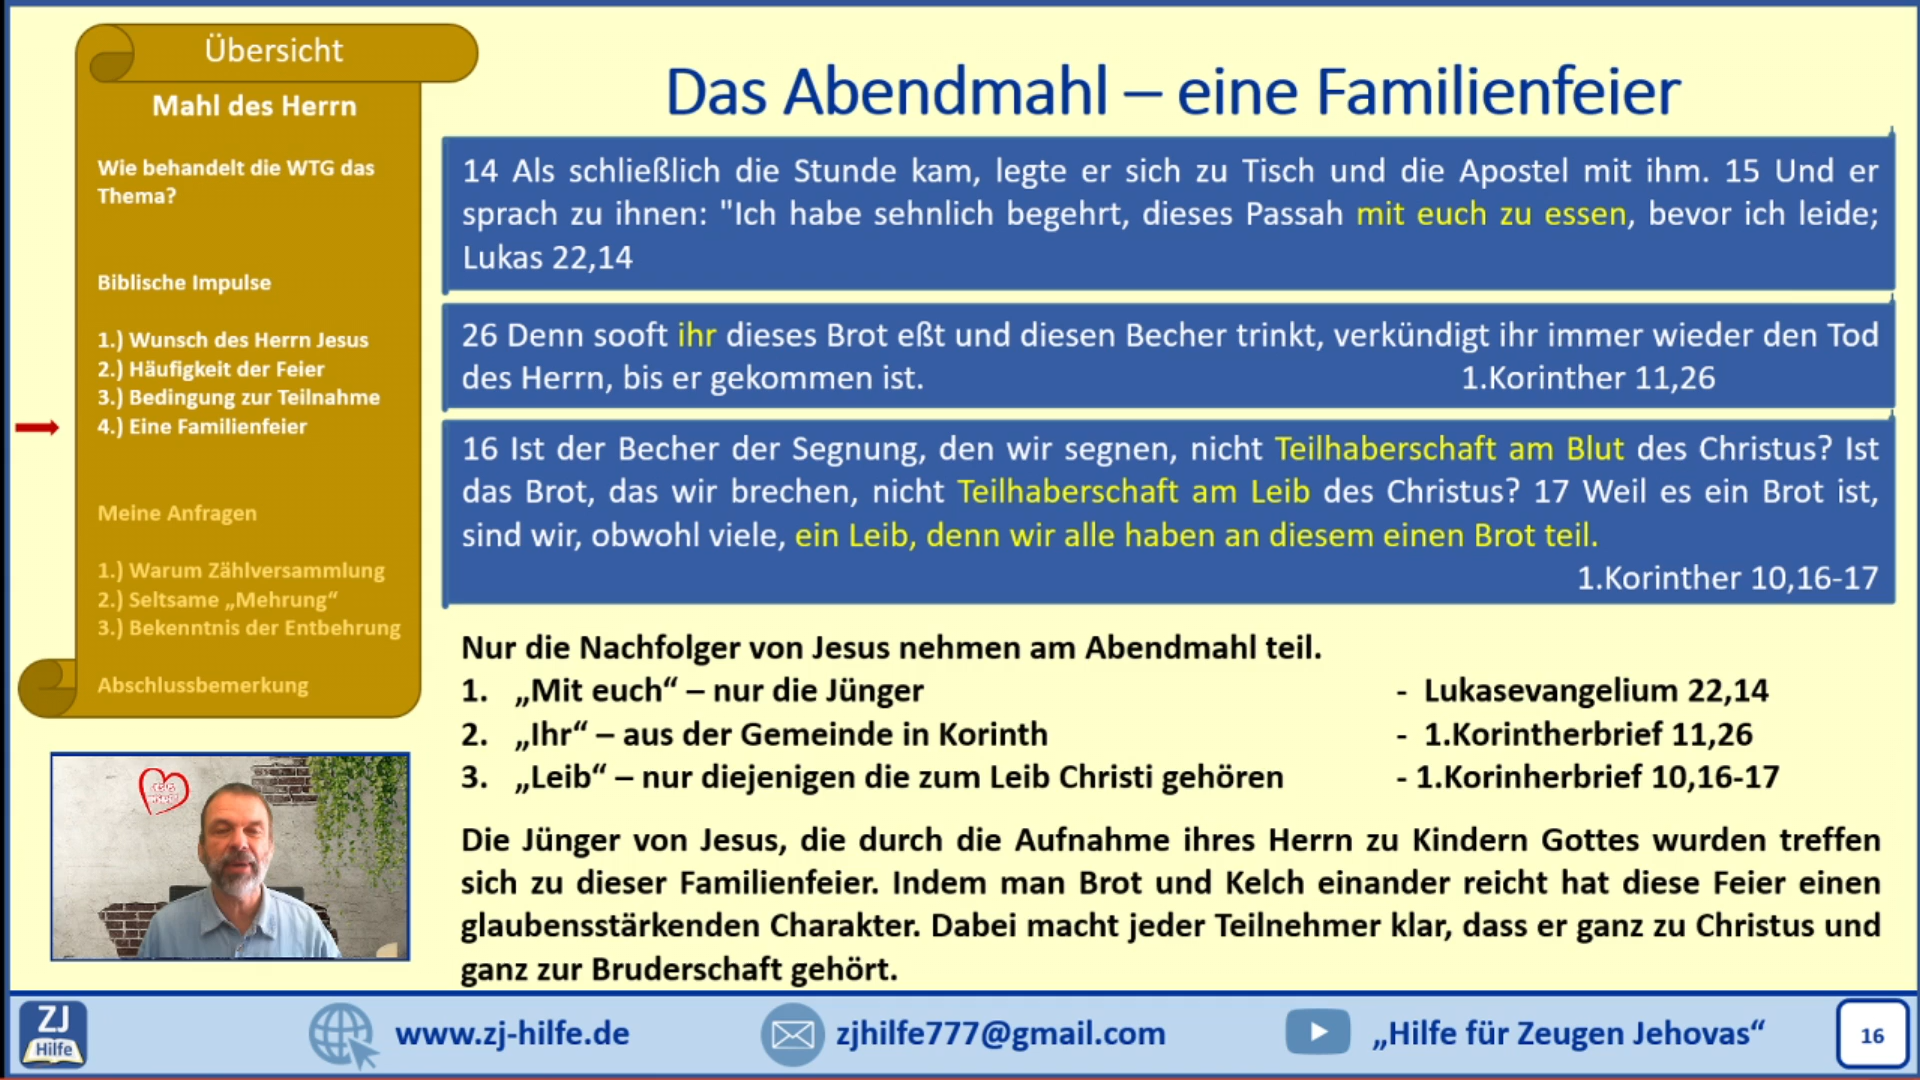 Übersicht
Mahl des Herrn
Wie behandelt die WTG das
Thema?
Biblische Impulse
1.) Wunsch des Herrn Jesus
2.) Häufigkeit der Feier
3.) Bedingung zur Teilnahme
4.) Eine Familienfeier
Meine Anfragen
1.) Warum Zählversammlung
2.) Seltsame „Mehrung“
3.) Bekenntnis der Entbehrung
Abschlussbemerkung
Das Abendmahl – eine Familienfeier
14 Als schließlich die Stunde kam, legte er sich zu Tisch und die Apostel mit ihm. 15 Und er
sprach zu ihnen: "Ich habe sehnlich begehrt, dieses Passah mit euch zu essen, bevor ich leide;
Lukas 22,14
26 Denn sooft ihr dieses Brot eßt und diesen Becher trinkt, verkündigt ihr immer wieder den Tod
des Herrn, bis er gekommen ist. 1.Korinther 11,26
16 Ist der Becher der Segnung, den wir segnen, nicht Teilhaberschaft am Blut des Christus? Ist
das Brot, das wir brechen, nicht Teilhaberschaft am Leib des Christus? 17 Weil es ein Brot ist,
sind wir, obwohl viele, ein Leib, denn wir alle haben an diesem einen Brot teil.
1.Korinther 10,16-17
Nur die Nachfolger von Jesus nehmen am Abendmahl teil.
1. „Mit euch“ – nur die Jünger - Lukasevangelium 22,14
2. „Ihr“ – aus der Gemeinde in Korinth - 1.Korintherbrief 11,26
3. „Leib“ – nur diejenigen die zum Leib Christi gehören - 1.Korinherbrief 10,16-17
Die Jünger von Jesus, die durch die Aufnahme ihres Herrn zu Kindern Gottes wurden treffen
sich zu dieser Familienfeier. Indem man Brot und Kelch einander reicht hat diese Feier einen
glaubensstärkenden Charakter. Dabei macht jeder Teilnehmer klar, dass er ganz zu Christus und
ganz zur Bruderschaft gehört.
ZJ
Hilfe
www.zj-hilfe.de
zjhilfe777@gmail.com
„Hilfe für Zeugen Jehovas“
16